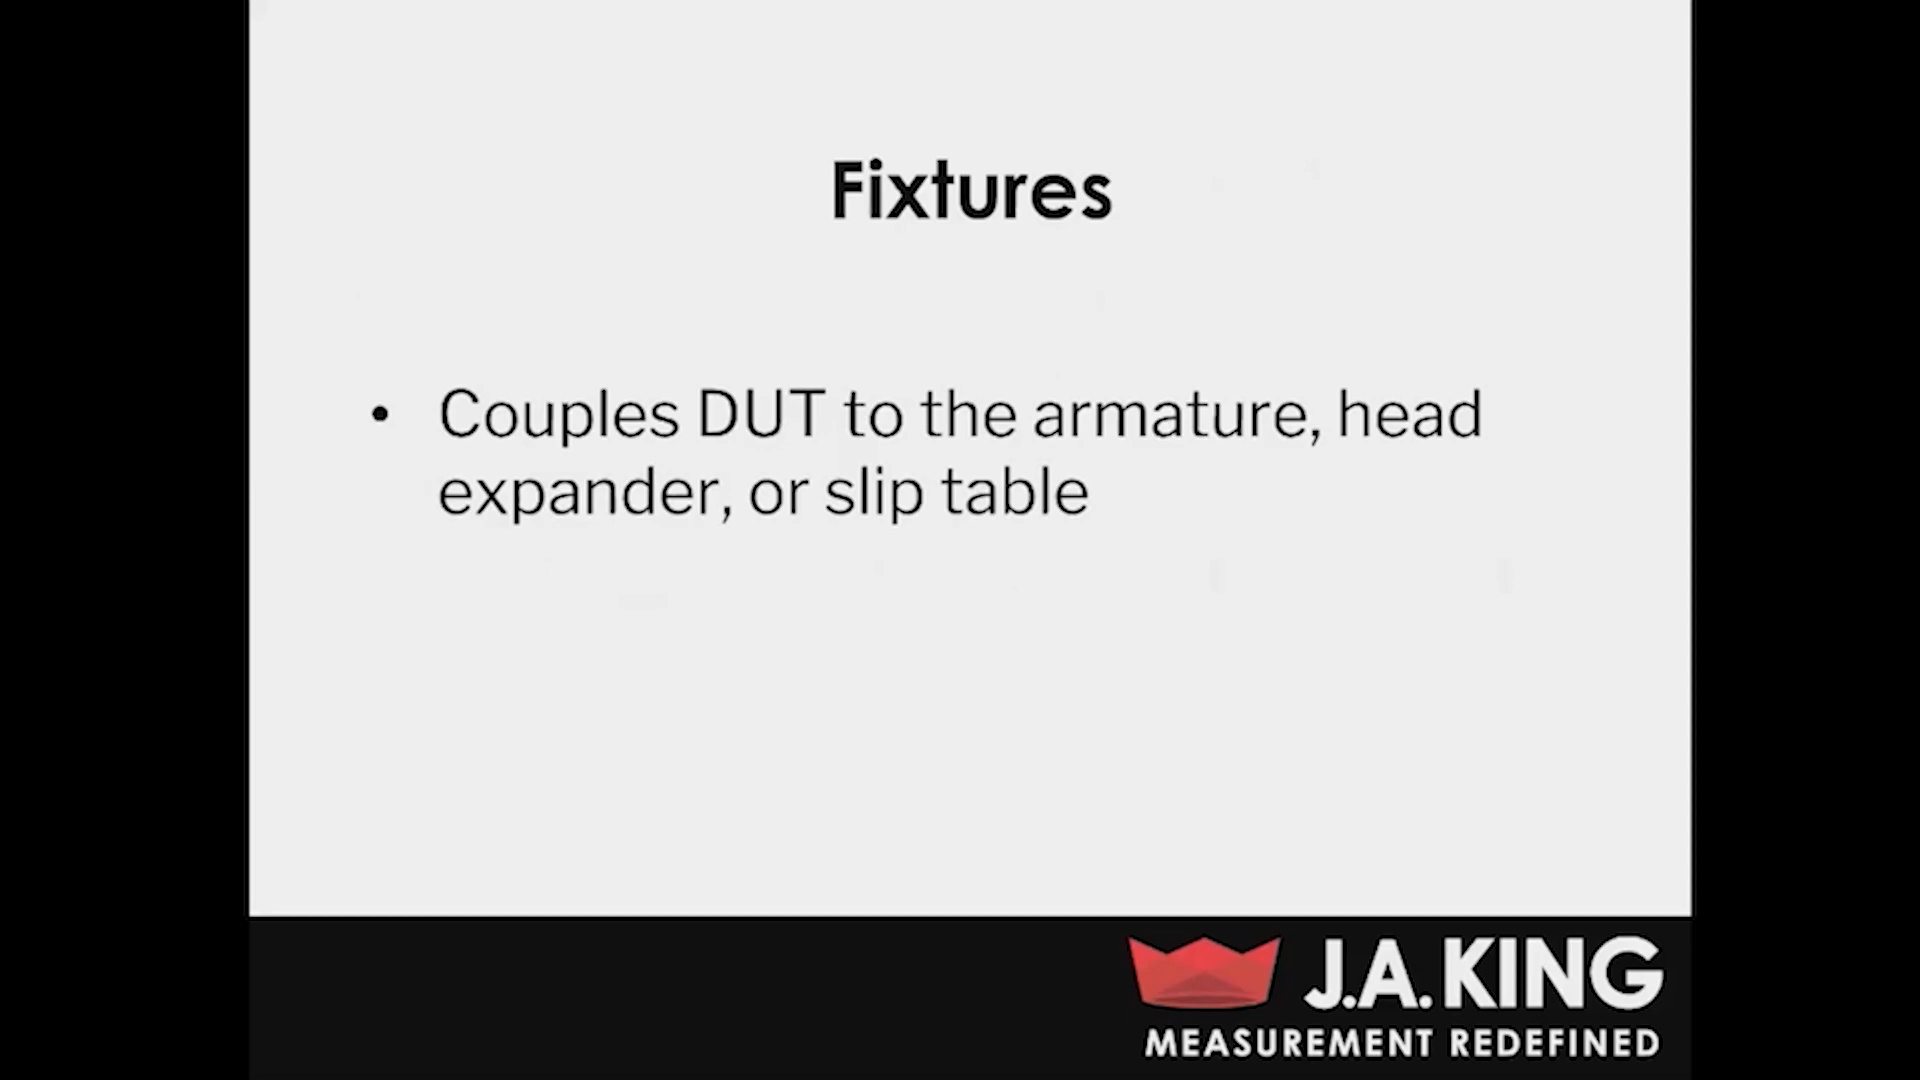 Fixtures
• Couples DUT to the armature, head
expander, or slip table
J.A. KING
MEASUREMENT REDEFINED